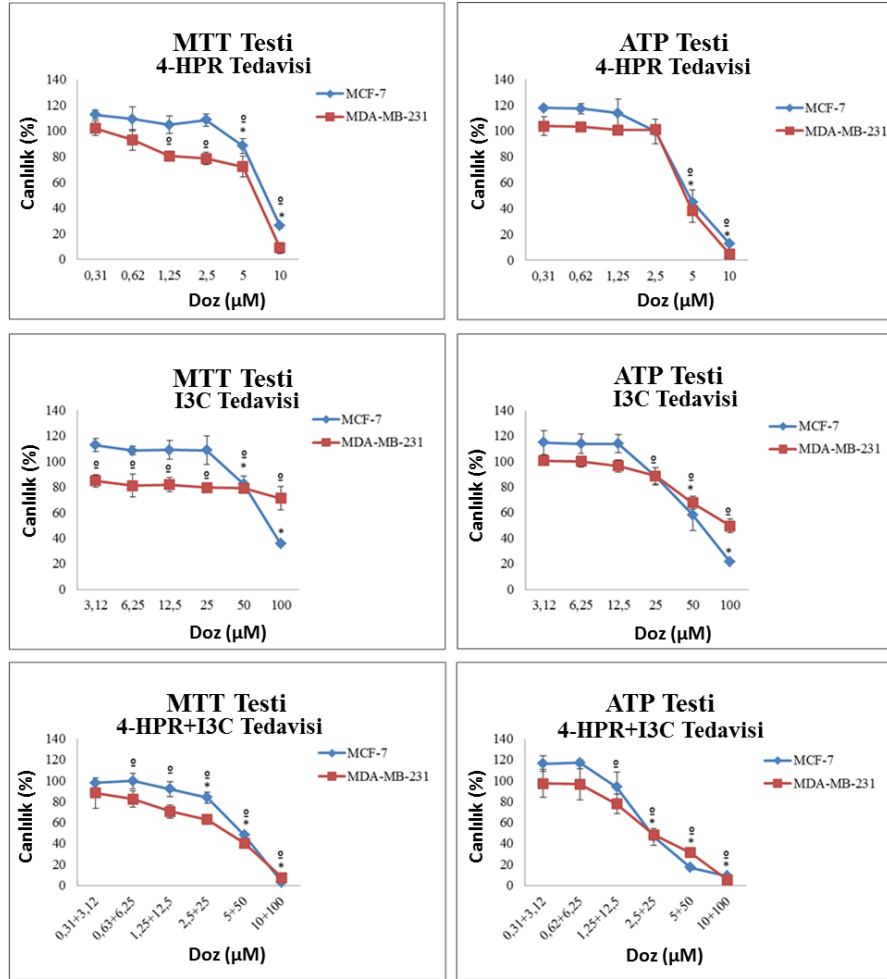 MTT Testi
4-HPR Tedavisi
Canlılık (%)
140
120
100
80
60
40
20
0
0,31 0,62 1,25 2,5 5 10
Doz (µM)
MCF-7
MDA-MB-231
º
º
º
*
º
*
ATP Testi
4-HPR Tedavisi
Canlılık (%)
140
120
100
80
60
40
20
0
0,31 0,62 1,25 2,5 5 10
Doz (µM)
MCF-7
MDA-MB-231
º
*
º
*
MTT Testi
I3C Tedavisi
Canlılık (%)
140
120
100
80
60
40
20
0
3,12 6,25 12,5 25 50 100
Doz (µM)
MCF-7
MDA-MB-231
º
º
º
º
º
*
º
*
ATP Testi
I3C Tedavisi
Canlılık (%)
140
120
100
80
60
40
20
0
3,12 6,25 12,5 25 50 100
Doz (µM)
MCF-7
MDA-MB-231
º
º
*
º
*
MTT Testi
4-HPR+I3C Tedavisi
Canlılık (%)
140
120
100
80
60
40
20
0
0,31+3,12 0,63+6,25 1,25+12,5 2,5+25 5+50 10+100
Doz (µM)
MCF-7
MDA-MB-231
º
º
º
*
º
*
º
*
ATP Testi
4-HPR+I3C Tedavisi
Canlılık (%)
140
120
100
80
60
40
20
0
0,31+3,12 0,62+6,25 1,25+12,5 2,5+25 5+50 10+100
Doz (µM)
MCF-7
MDA-MB-231
º
º
*
º
*
º
*